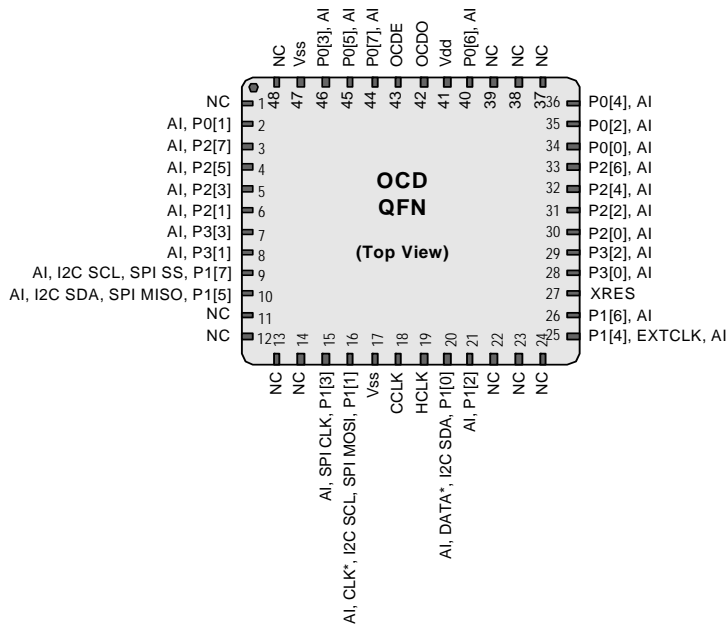 NC
Vss
P0[3], AI
P0[5], AI
P0[7], AI
OCDE
OCDO
Vdd
P0[6], AI
NC
NC
NC
48
47
46
45
44
43
42
41
40
39
38
37
NC
1
AI, P0[1]
2
AI, P2[7]
3
AI, P2[5]
4
AI, P2[3]
5
AI, P2[1]
6
AI, P3[3]
7
AI, P3[1]
8
AI, I2C SCL, SPI SS, P1[7]
9
AI, I2C SDA, SPI MISO, P1[5]
10
NC
11
NC
12
OCD
QFN
(Top View)
36
P0[4], AI
35
P0[2], AI
34
P0[0], AI
33
P2[6], AI
32
P2[4], AI
31
P2[2], AI
30
P2[0], AI
29
P3[2], AI
28
P3[0], AI
27
XRES
26
P1[6], AI
25
P1[4], EXTCLK, AI
13
14
15
16
17
18
19
20
21
22
23
24
NC
NC
AI, SPI CLK, P1[3]
AI, CLK*, I2C SCL, SPI MOSI, P1[1]
Vss
CCLK
HCLK
AI, DATA*, I2C SDA, P1[0]
AI, P1[2]
NC
NC
NC